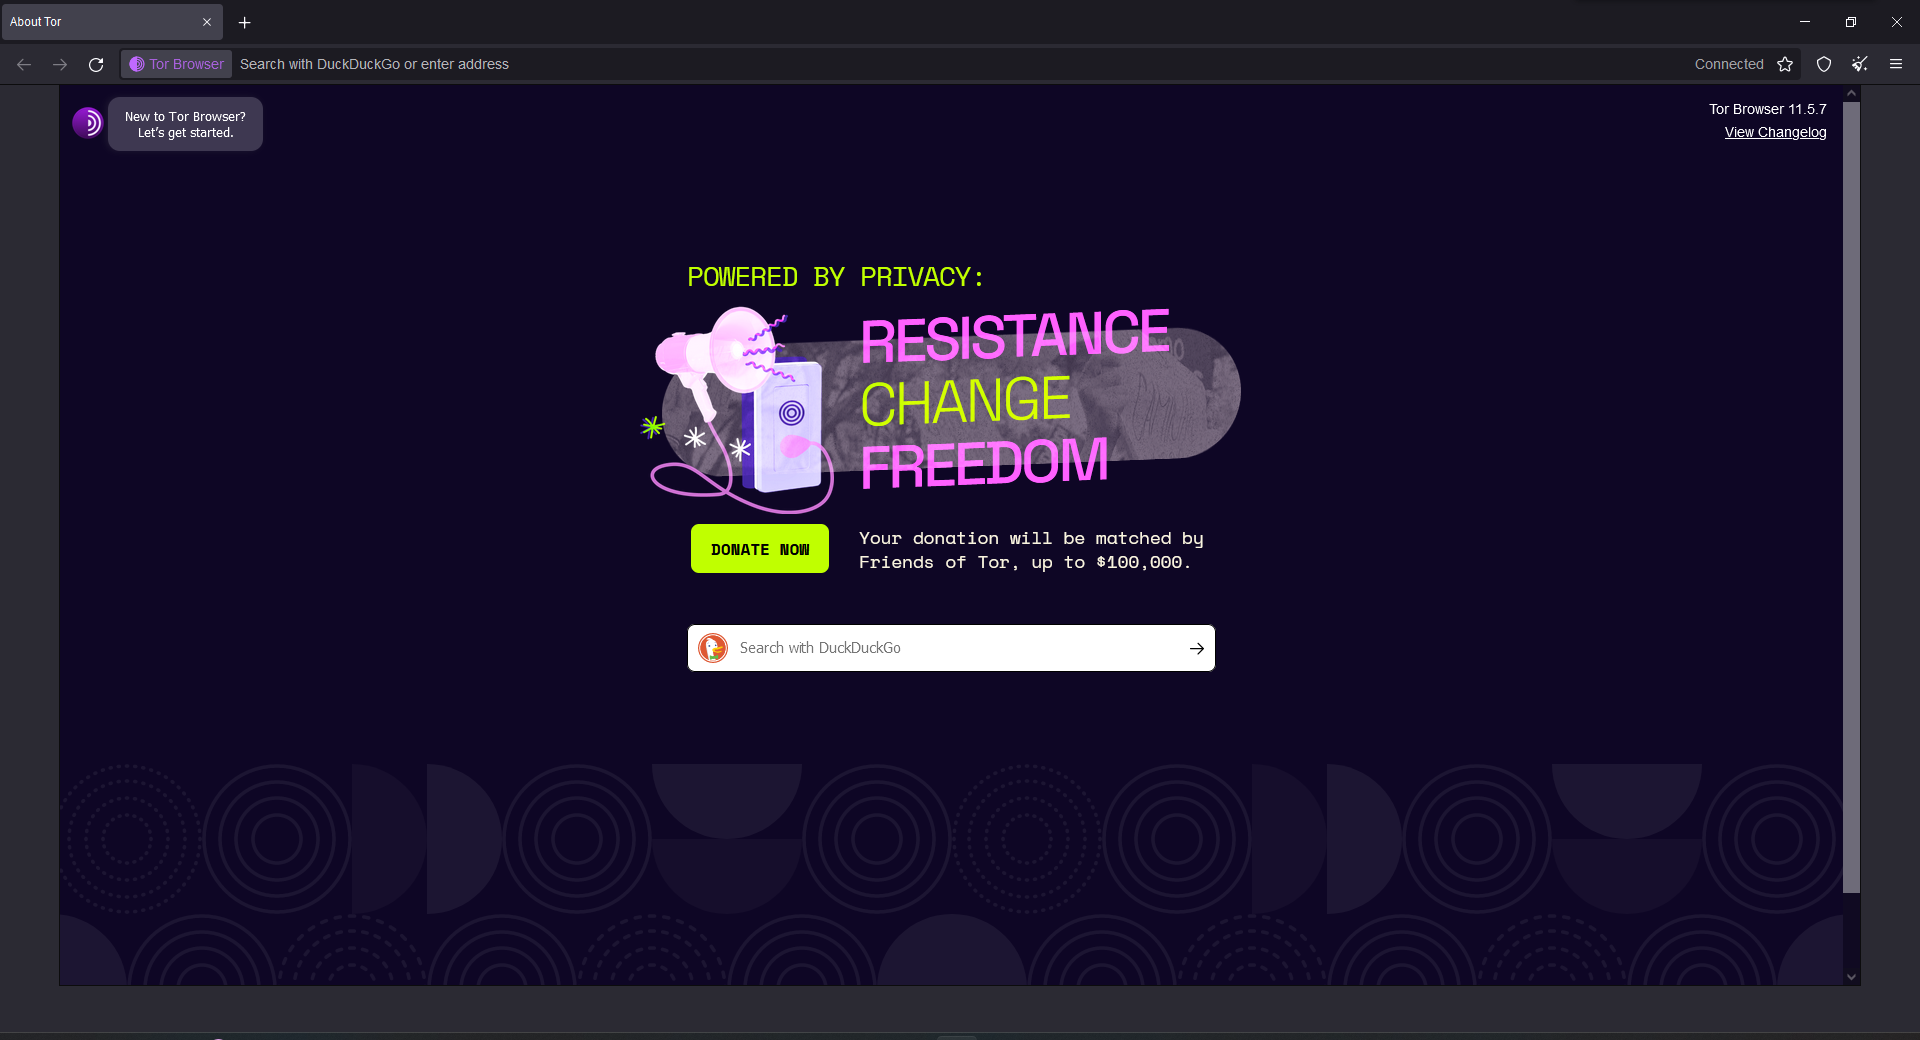 About Tor
Tor Browser
Search with DuckDuckGo or enter address
Connected
New to Tor Browser?
Let's get started.
Tor Browser 11.5.7
View Changelog
POWERED BY PRIVACY:
RESISTANCE
CHANGE
FREEDOM
DONATE NOW
Your donation will be matched by
Friends of Tor, up to $100,000.
Search with DuckDuckGo